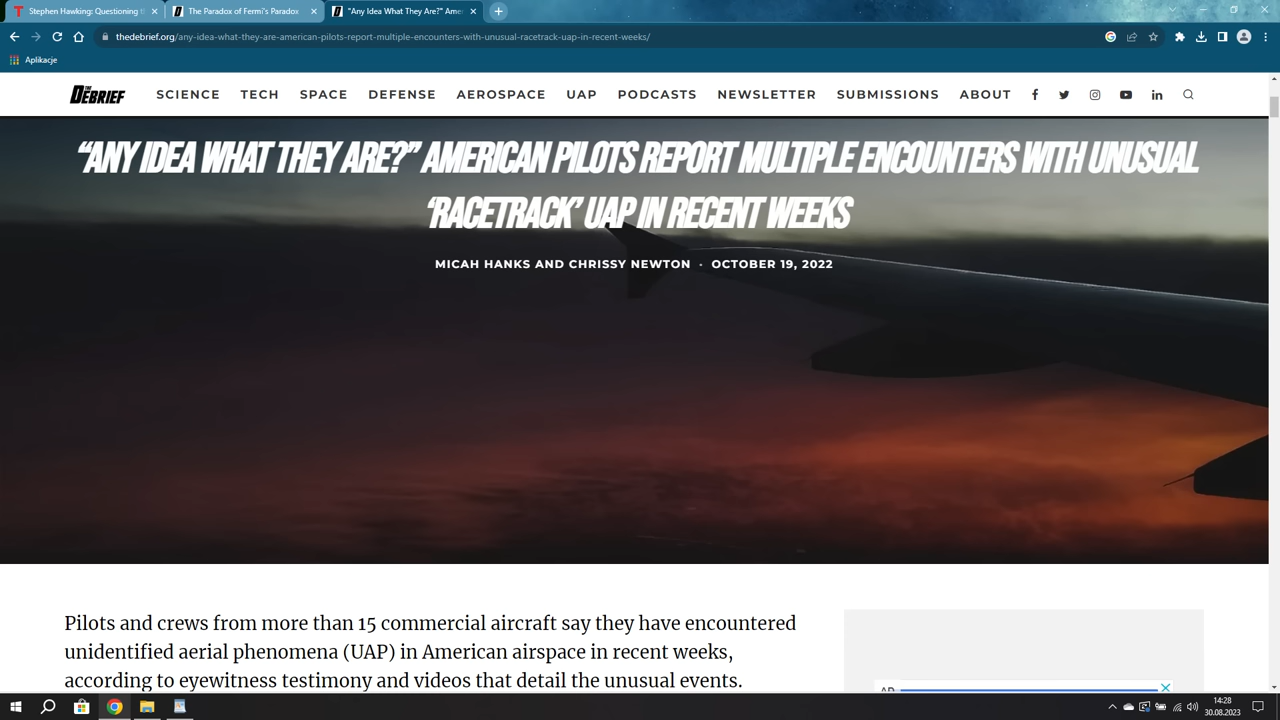 Stephen Hawking: Questioning t
The Paradox of Fermi's Paradox
"Any Idea What They Are?" Amer
thedebrief.org/any-idea-what-they-are-american-pilots-report-multiple-encounters-with-unusual-racetrack-uap-in-recent-weeks/
Aplikacje
THE DEBRIEF SCIENCE TECH SPACE DEFENSE AEROSPACE UAP PODCASTS NEWSLETTER SUBMISSIONS ABOUT
“ANY IDEA WHAT THEY ARE?” AMERICAN PILOTS REPORT MULTIPLE ENCOUNTERS WITH UNUSUAL
‘RACETRACK’ UAP IN RECENT WEEKS
MICAH HANKS AND CHRISSY NEWTON · OCTOBER 19, 2022
Pilots and crews from more than 15 commercial aircraft say they have encountered
unidentified aerial phenomena (UAP) in American airspace in recent weeks,
according to eyewitness testimony and videos that detail the unusual events.
AD
14:28
30.08.2023